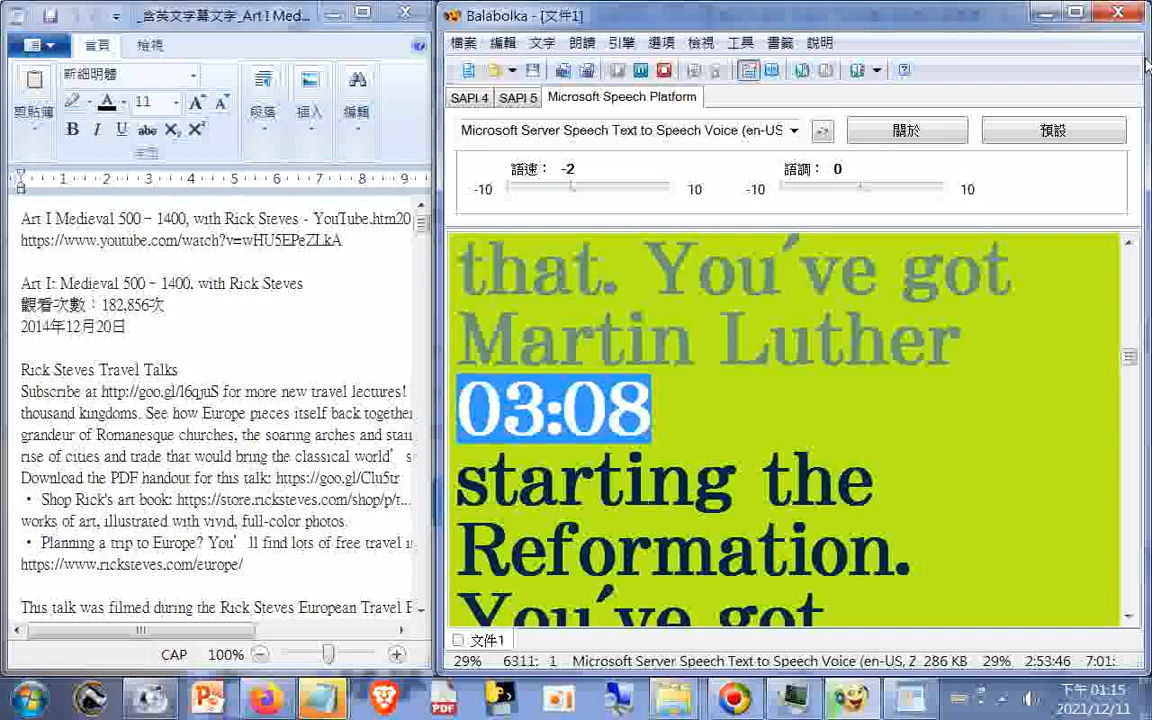 _含英文字幕文字_Art I Med...
首頁
檢視
剪貼簿
新細明體
11
B I U abc X₂ X²
字型
段落
插入
編輯
1 2 3 4 5 6 7 8 9
Art I Medieval 500–1400, with Rick Steves - YouTube.htm20
https://www.youtube.com/watch?v=wHU5EPeZLkA
Art I: Medieval 500–1400, with Rick Steves
觀看次數：182,856次
2014年12月20日
Rick Steves Travel Talks
Subscribe at http://goo.gl/l6qjuS for more new travel lectures!
thousand kingdoms. See how Europe pieces itself back together
grandeur of Romanesque churches, the soaring arches and stain
rise of cities and trade that would bring the classical world's
Download the PDF handout for this talk: https://goo.gl/Clu5tr
• Shop Rick's art book: https://store.ricksteves.com/shop/p/t...
works of art, illustrated with vivid, full-color photos.
• Planning a trip to Europe? You'll find lots of free travel i
https://www.ricksteves.com/europe/
This talk was filmed during the Rick Steves European Travel F
CAP 100%
Balabolka - [文件1]
檔案 編輯 文字 朗讀 引擎 選項 檢視 工具 書籤 說明
SAPI 4 SAPI 5 Microsoft Speech Platform
Microsoft Server Speech Text to Speech Voice (en-US
關於
預設
語速： -2
語調： 0
-10 10 -10 10
that. You've got
Martin Luther
03:08
starting the
Reformation.
You've got
文件1
29% 6311: 1 Microsoft Server Speech Text to Speech Voice (en-US, Z 286 KB 29% 2:53:46 7:01:
PDF
下午 01:15
2021/12/11